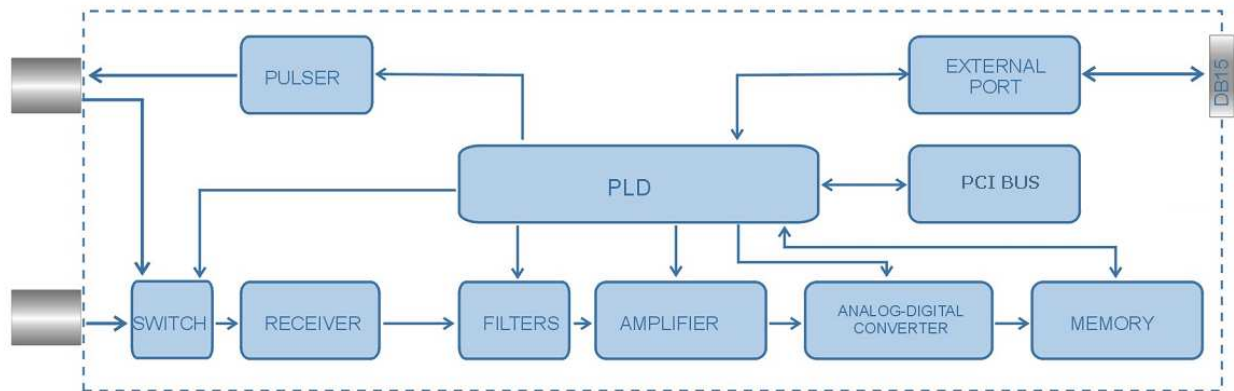 PULSER
EXTERNAL
PORT
DB15
PLD
PCI BUS
SWITCH
RECEIVER
FILTERS
AMPLIFIER
ANALOG-DIGITAL
CONVERTER
MEMORY